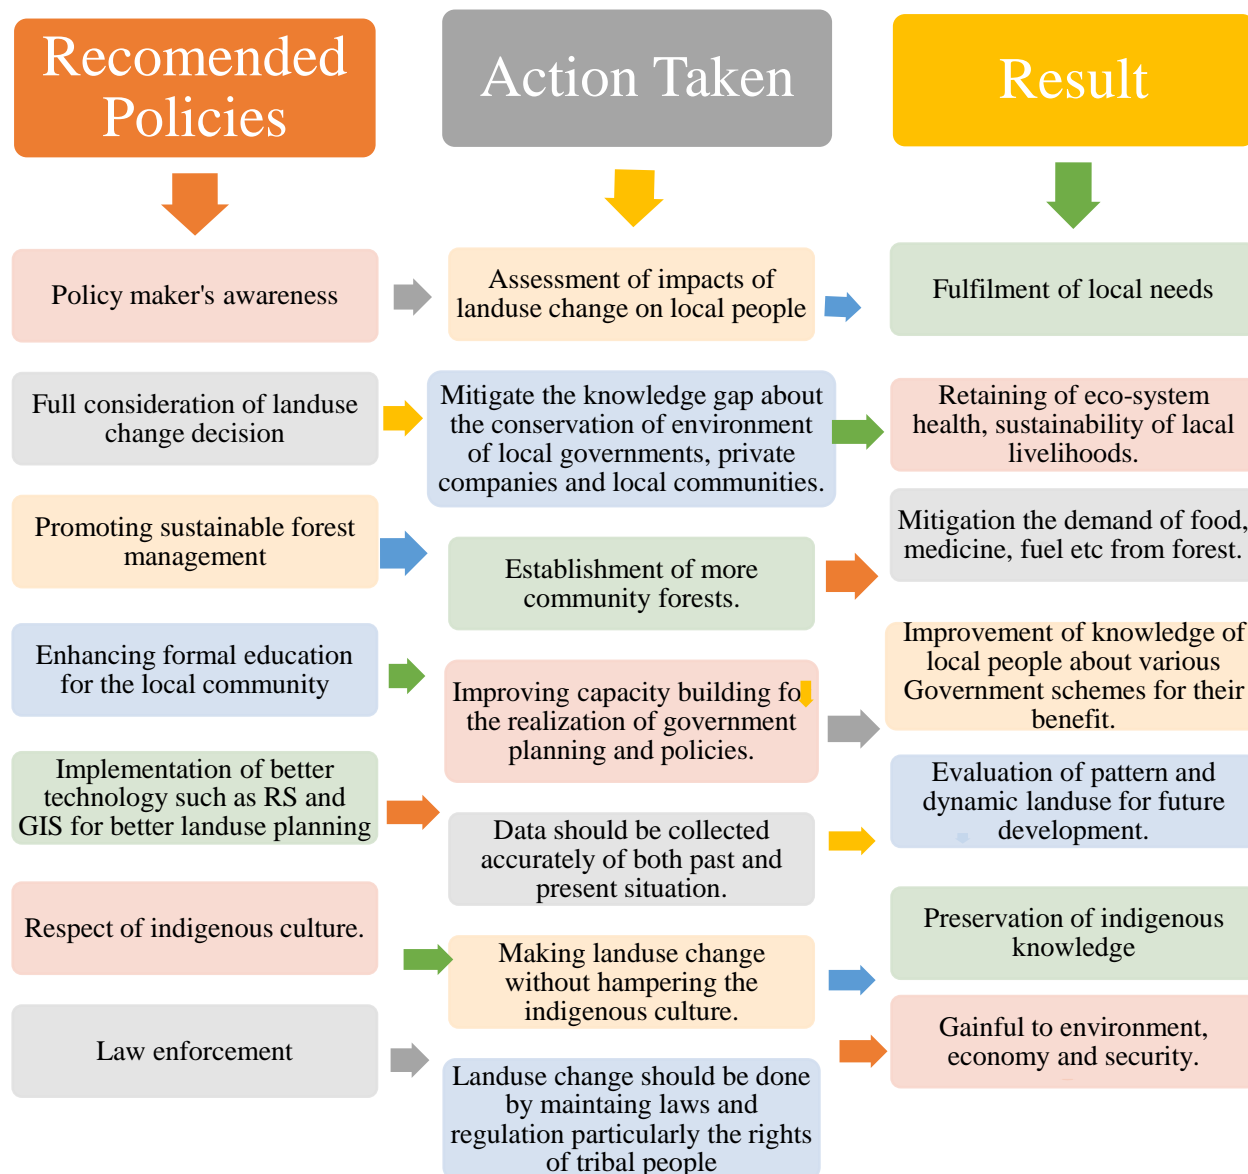 Recomended
Policies
Action Taken
Result
Policy maker's awareness
Assessment of impacts of
landuse change on local people
Fulfilment of local needs
Full consideration of landuse
change decision
Mitigate the knowledge gap about
the conservation of environment
of local governments, private
companies and local communities.
Retaining of eco-system
health, sustainability of lacal
livelihoods.
Promoting sustainable forest
management
Establishment of more
community forests.
Mitigation the demand of food,
medicine, fuel etc from forest.
Enhancing formal education
for the local community
Improving capacity building for
the realization of government
planning and policies.
Improvement of knowledge of
local people about various
Government schemes for their
benefit.
Implementation of better
technology such as RS and
GIS for better landuse planning
Data should be collected
accurately of both past and
present situation.
Evaluation of pattern and
dynamic landuse for future
development.
Respect of indigenous culture.
Making landuse change
without hampering the
indigenous culture.
Preservation of indigenous
knowledge
Law enforcement
Landuse change should be done
by maintaing laws and
regulation particularly the rights
of tribal people
Gainful to environment,
economy and security.